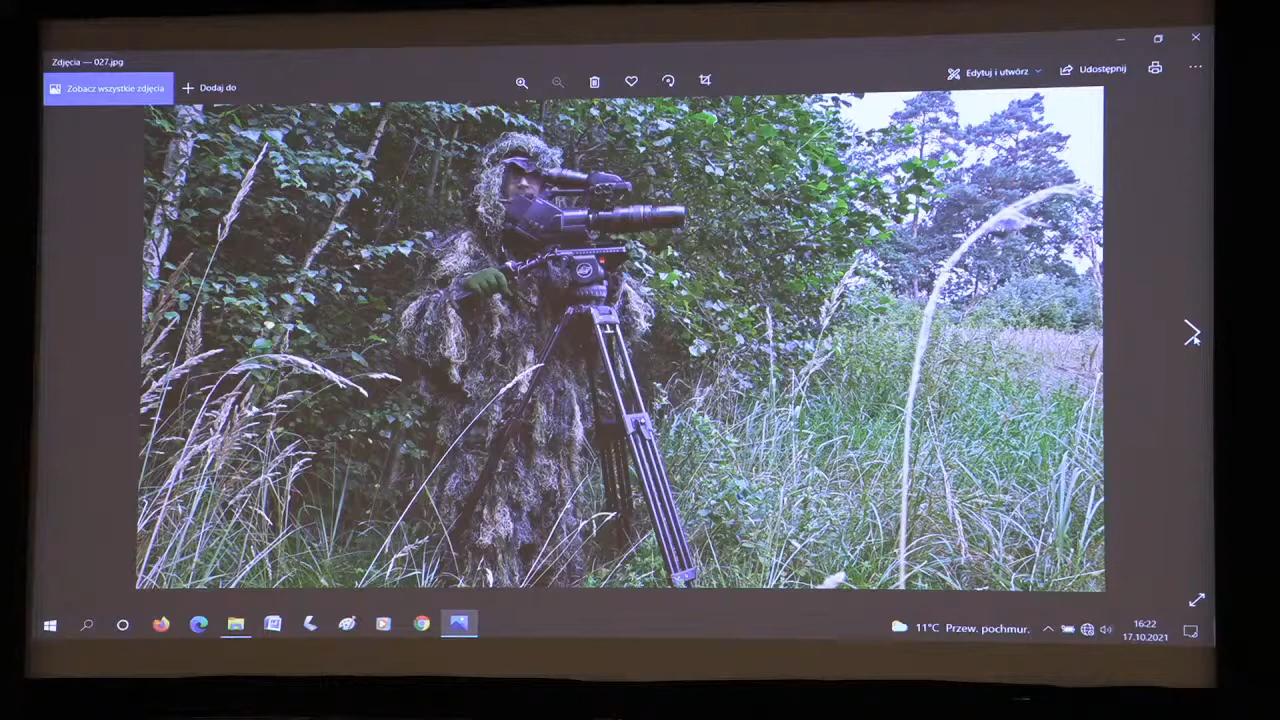 Zdjęcia — 027.jpg
Zobacz wszystkie zdjęcia
Dodaj do
Edytuj i utwórz
Udostępnij
11°C Przew. pochmur.
16:22
17.10.2021